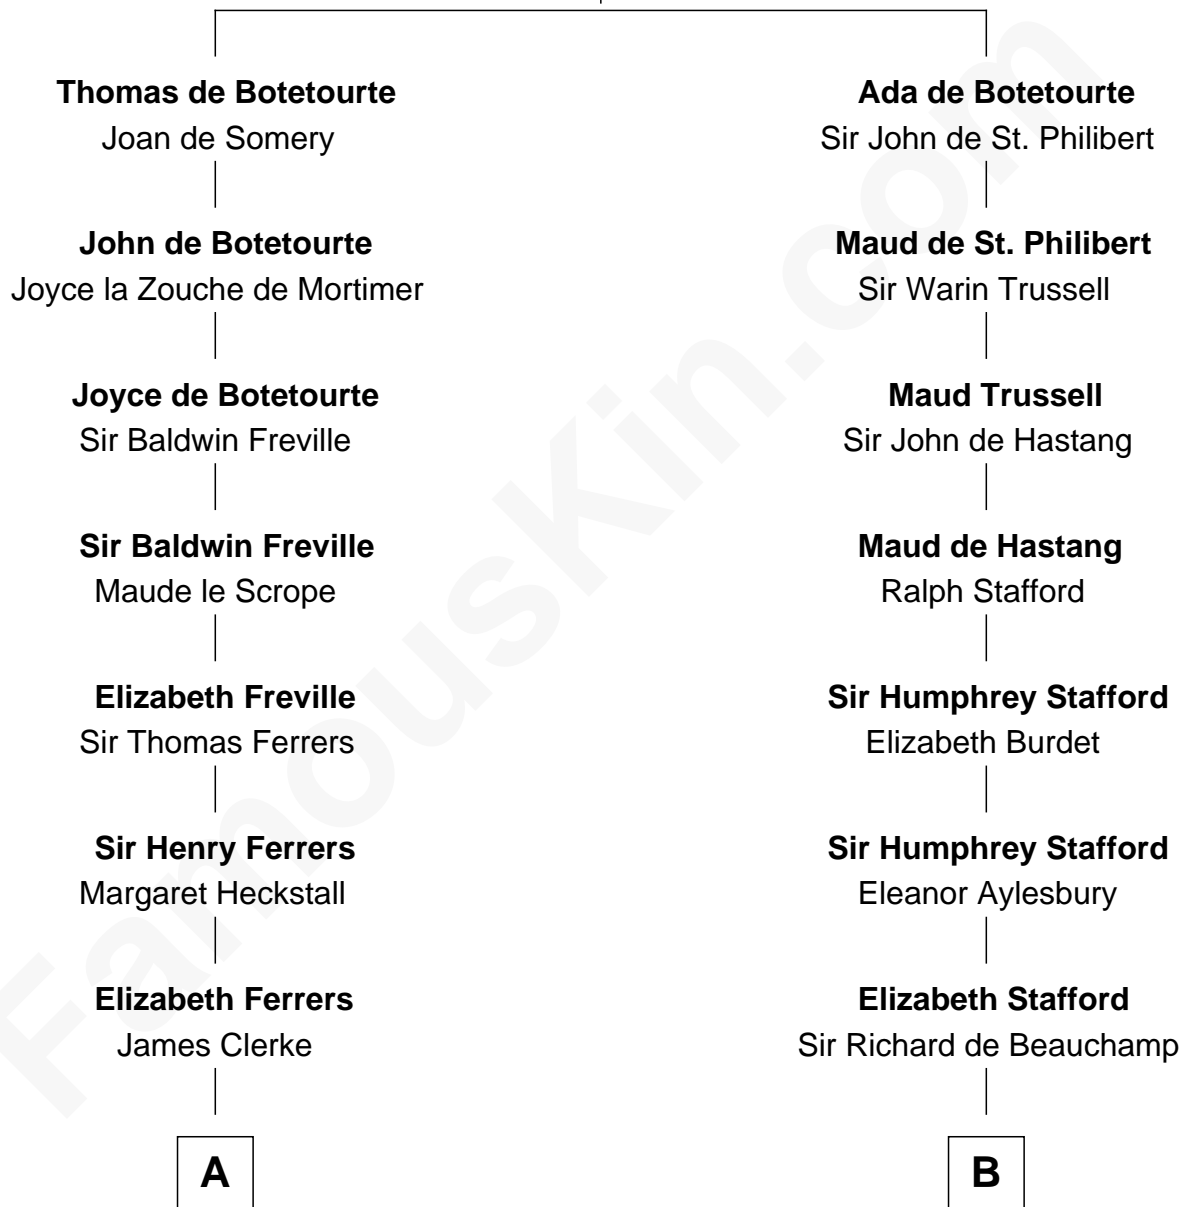 Thomas de Botetourte
Joan de Somery
John de Botetourte
Joyce la Zouche de Mortimer
Joyce de Botetourte
Sir Baldwin Freville
Sir Baldwin Freville
Maude le Scrope
Elizabeth Freville
Sir Thomas Ferrers
Sir Henry Ferrers
Margaret Heckstall
Elizabeth Ferrers
James Clerke
A
Ada de Botetourte
Sir John de St. Philibert
Maud de St. Philibert
Sir Warin Trussell
Maud Trussell
Sir John de Hastang
Maud de Hastang
Ralph Stafford
Sir Humphrey Stafford
Elizabeth Burdet
Sir Humphrey Stafford
Eleanor Aylesbury
Elizabeth Stafford
Sir Richard de Beauchamp
B
FamousKin.com